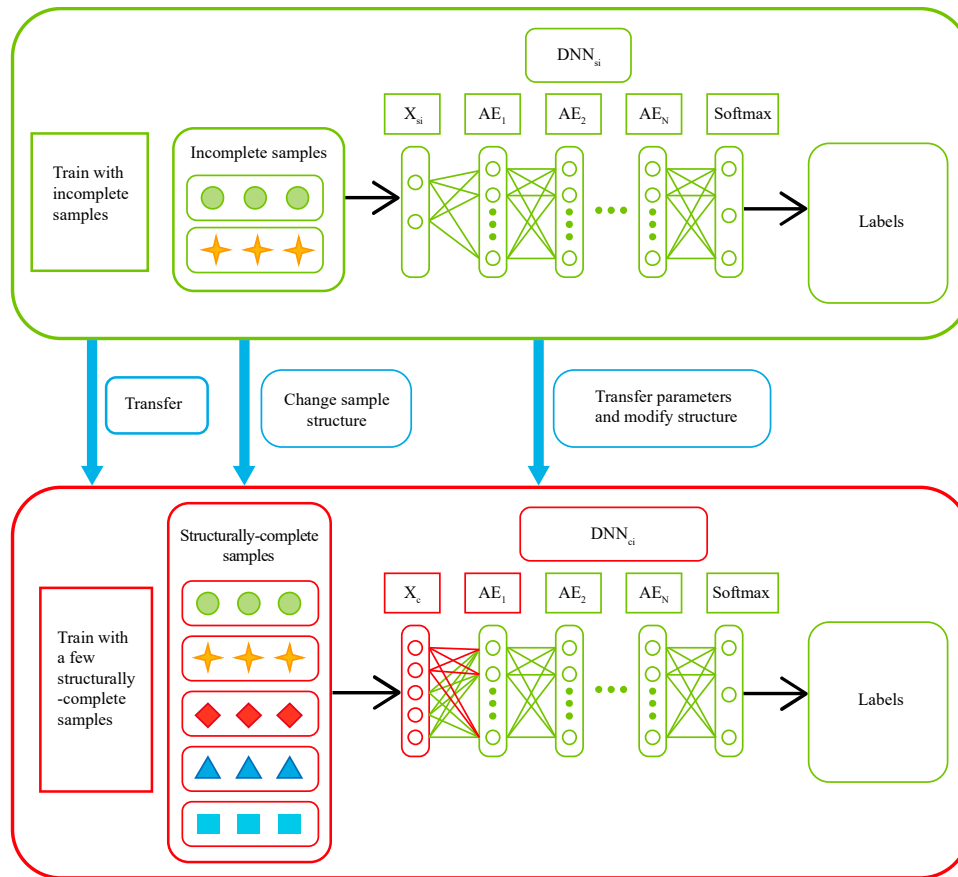 DNNsi
Xsi
AE1
AE2
AEN
Softmax
Train with
incomplete
samples
Incomplete samples
Labels
Transfer
Change sample
structure
Transfer parameters
and modify structure
Structurally-complete
samples
DNNci
Xc
AE1
AE2
AEN
Softmax
Train with
a few
structurally
-complete
samples
Labels